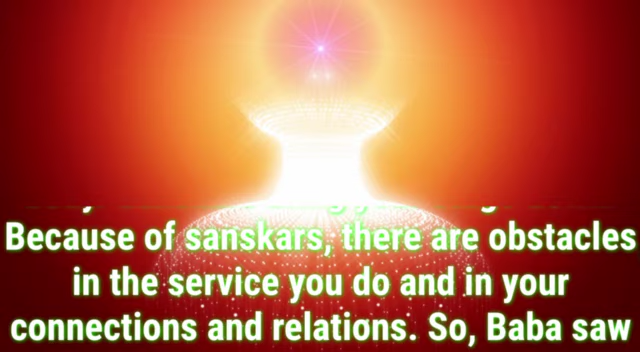 Because of sanskars, there are obstacles
in the service you do and in your
connections and relations. So, Baba saw